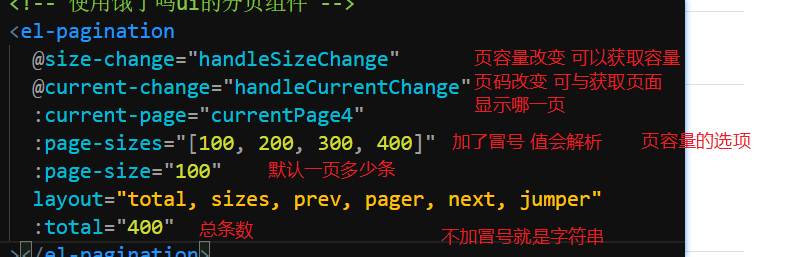 <!-- 使用饿了吗ui的分页组件 -->
<el-pagination
@size-change="handleSizeChange" 页容量改变 可以获取容量
@current-change="handleCurrentChange" 页码改变 可与获取页面
显示哪一页
:current-page="currentPage4"
:page-sizes="[100, 200, 300, 400]" 加了冒号 值会解析 页容量的选项
:page-size="100" 默认一页多少条
layout="total, sizes, prev, pager, next, jumper"
:total="400" 总条数 不加冒号就是字符串
></el-pagination>